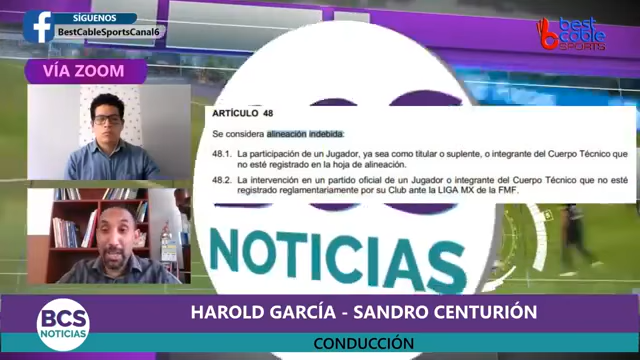 SÍGUENOS
BestCableSportsCanal6
best
cable
SPORTS
VÍA ZOOM
ARTÍCULO 48
Se considera alineación indebida:
48.1. La participación de un Jugador, ya sea como titular o suplente, o integrante del Cuerpo Técnico que
no esté registrado en la hoja de alineación.
48.2. La intervención en un partido oficial de un Jugador o integrante del Cuerpo Técnico que no esté
registrado reglamentariamente por su Club ante la LIGA MX de la FMF.
NOTICIAS
HAROLD GARCÍA - SANDRO CENTURIÓN
BCS
NOTICIAS
CONDUCCIÓN